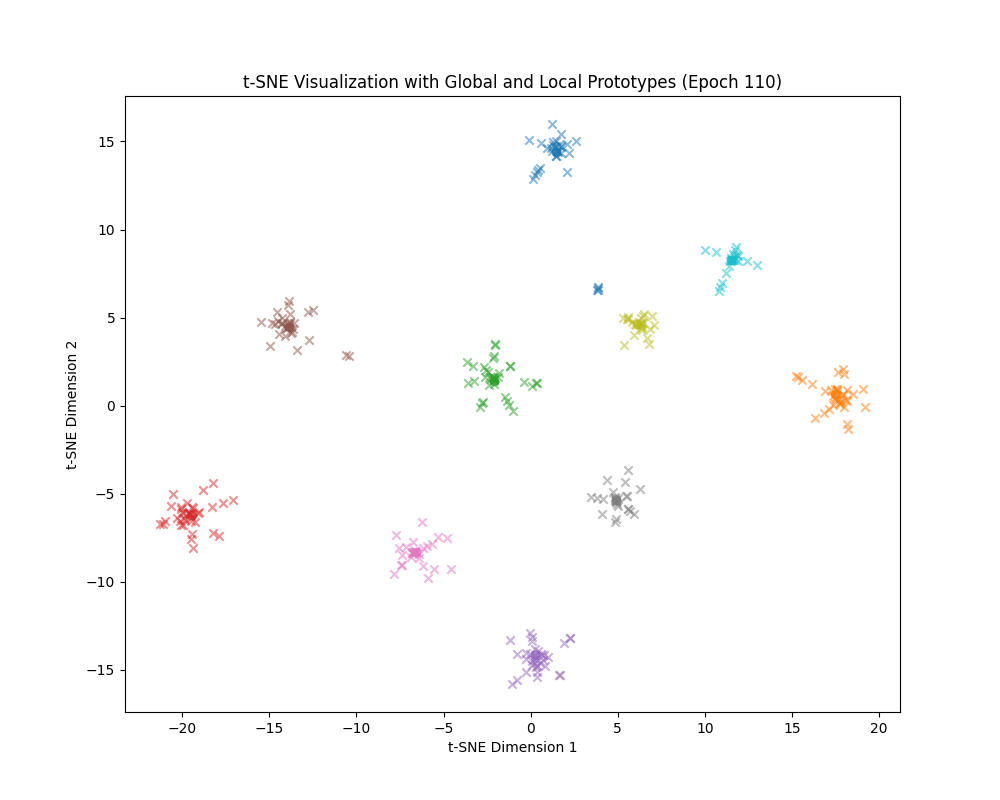 t-SNE Visualization with Global and Local Prototypes (Epoch 110)
15
10
5
0
−5
−10
−15
t-SNE Dimension 2
−20 −15 −10 −5 0 5 10 15 20
t-SNE Dimension 1